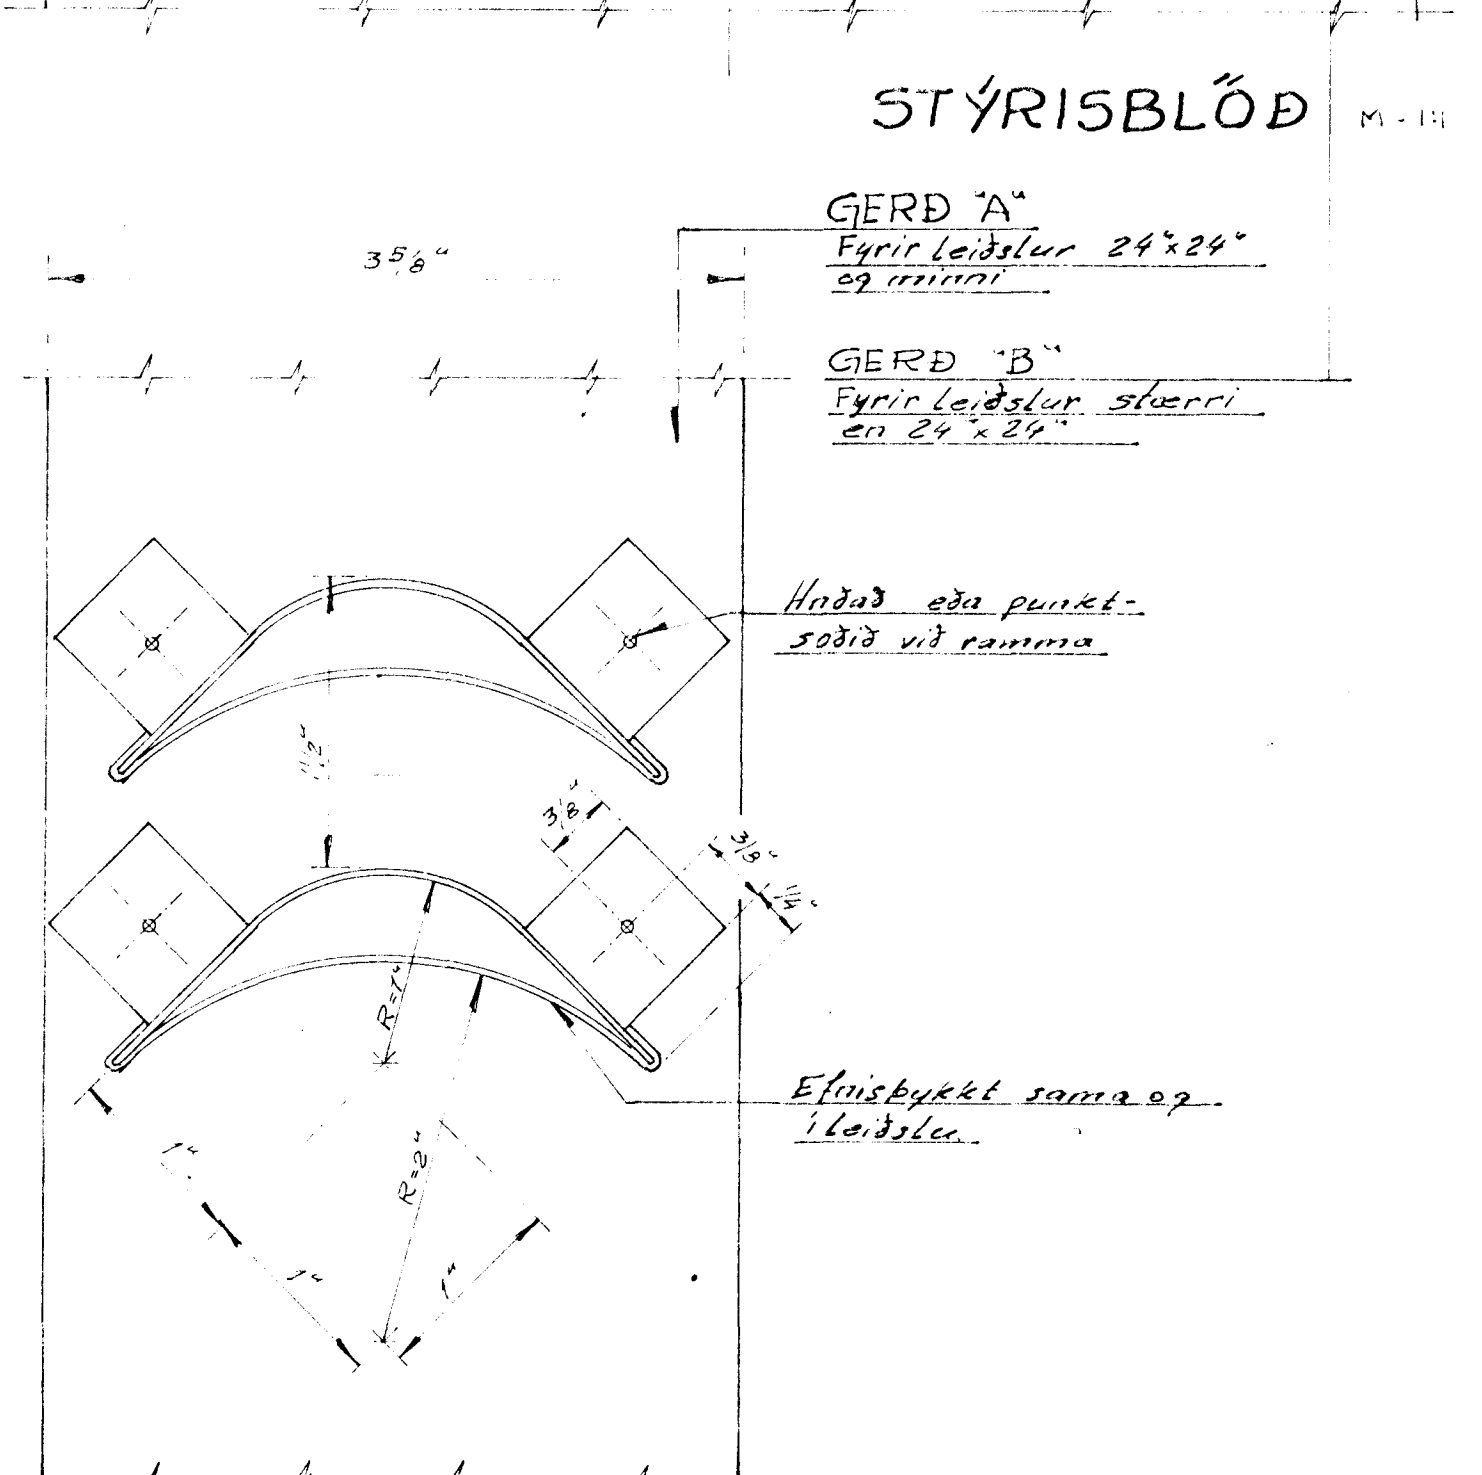 STÝRISBLÖÐ M - 1:1
GERÐ "A"
Fyrir leiðslur 24"x24"
og minni
3 5/8"
GERÐ "B"
Fyrir leiðslur stærri
en 24"x24"
Hnoðað eða punkt-
soðið við ramma
1 1/2"
3/8"
3/8"
1/4"
R=1"
Efnisþykkt sama og
í leiðslu.
1"
R=2"
1"
1"